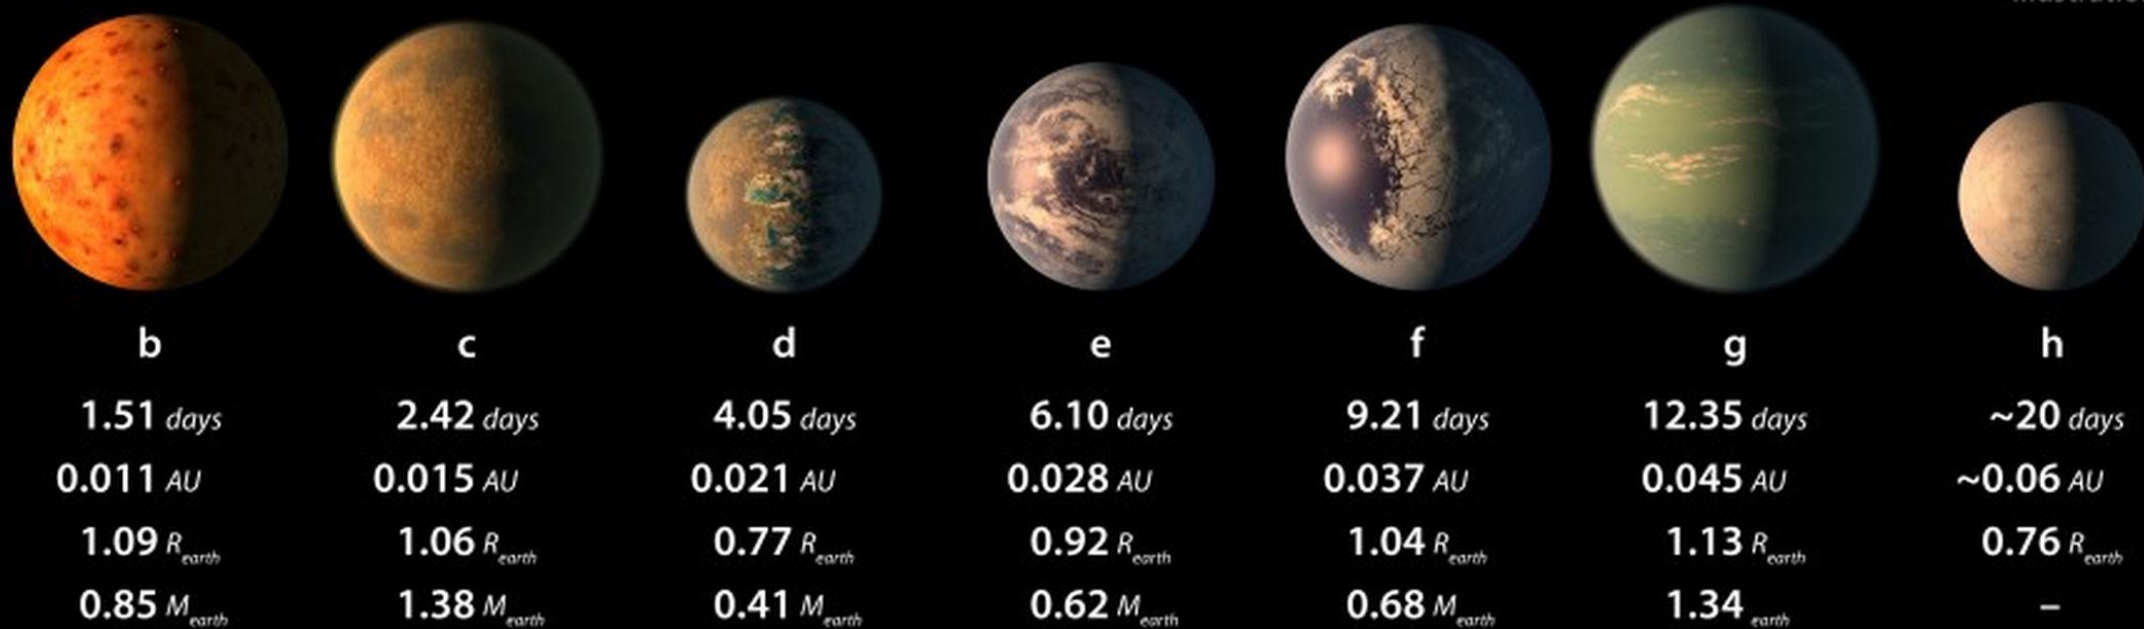 b c d e f g h
1.51 days 2.42 days 4.05 days 6.10 days 9.21 days 12.35 days ~20 days
0.011 AU 0.015 AU 0.021 AU 0.028 AU 0.037 AU 0.045 AU ~0.06 AU
1.09 Rearth 1.06 Rearth 0.77 Rearth 0.92 Rearth 1.04 Rearth 1.13 Rearth 0.76 Rearth
0.85 Mearth 1.38 Mearth 0.41 Mearth 0.62 Mearth 0.68 Mearth 1.34 earth –